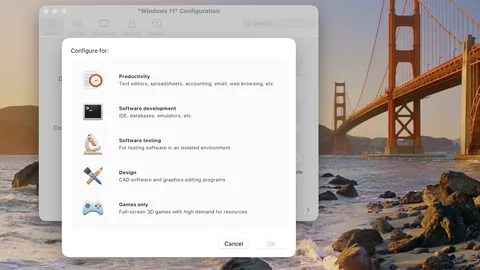 "Windows 11" Configuration
Search
Configure for:
Productivity
Text editors, spreadsheets, accounting, email, web browsing, etc.
Software development
IDE, databases, emulators, etc.
Software testing
For testing software in an isolated environment.
Design
CAD software and graphics editing programs
Games only
Full-screen 3D games with high demand for resources
?
Cancel
OK